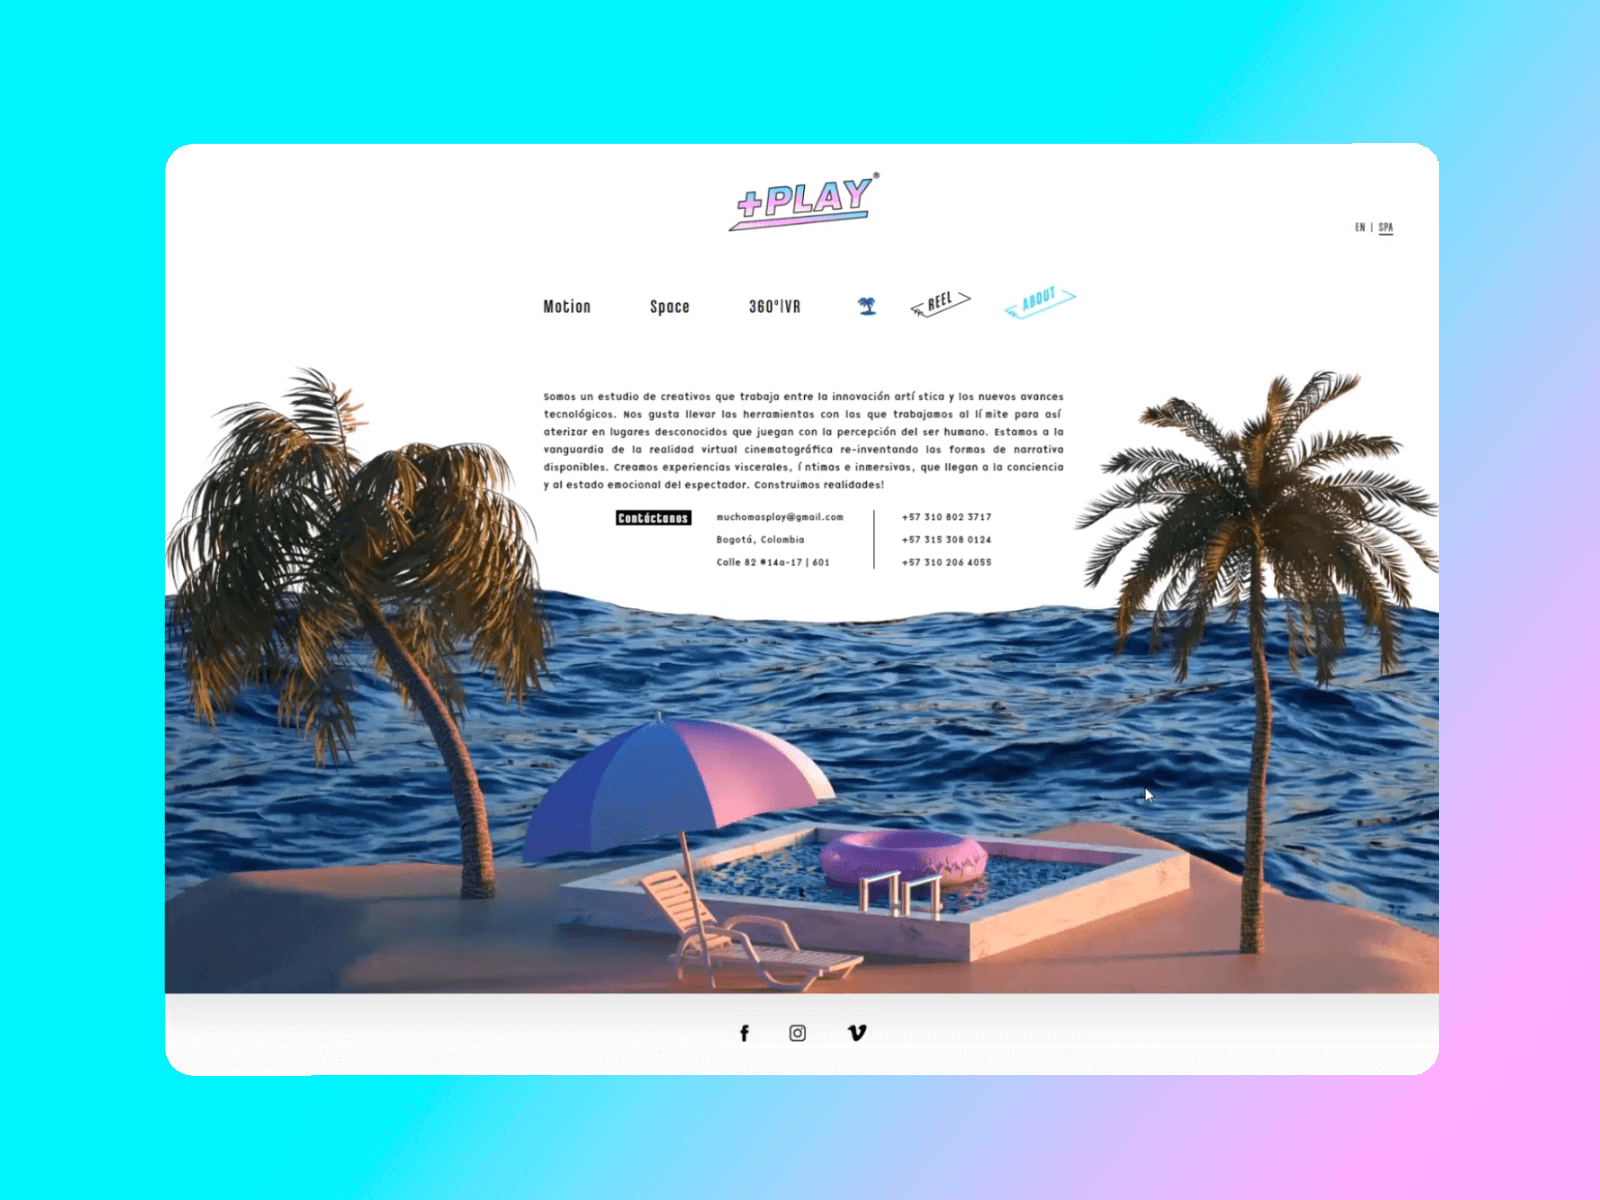 +PLAY®
EN | SPA
Motion Space 360°|VR REEL ABOUT
Somos un estudio de creativos que trabaja entre la innovación artí stica y los nuevos avances
tecnológicos. Nos gusta llevar las herramientas con las que trabajamos al lí mite para así
aterizar en lugares desconocidos que juegan con la percepción del ser humano. Estamos a la
vanguardia de la realidad virtual cinematográfica re-inventando las formas de narrativa
disponibles. Creamos experiencias viscerales, í ntimas e inmersivas, que llegan a la conciencia
y al estado emocional del espectador. Construimos realidades!
Contáctanos muchomasplay@gmail.com +57 310 802 3717
Bogotá, Colombia +57 315 308 0124
Calle 82 #14a-17 | 601 +57 310 206 4055